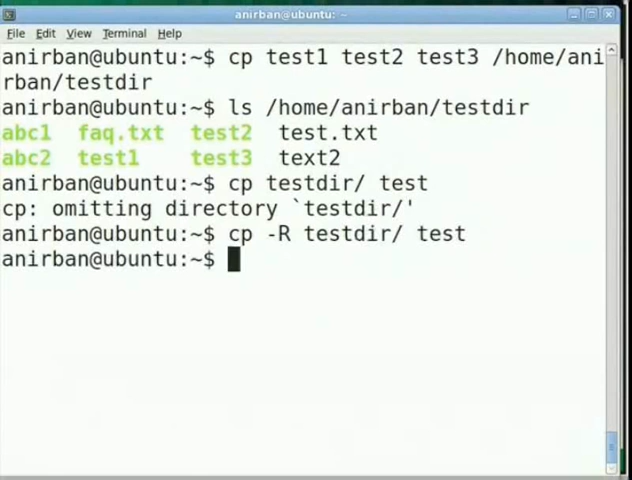 anirban@ubuntu: ~
File Edit View Terminal Help
anirban@ubuntu:~$ cp test1 test2 test3 /home/ani
rban/testdir
anirban@ubuntu:~$ ls /home/anirban/testdir
abc1 faq.txt test2 test.txt
abc2 test1 test3 text2
anirban@ubuntu:~$ cp testdir/ test
cp: omitting directory `testdir/'
anirban@ubuntu:~$ cp -R testdir/ test
anirban@ubuntu:~$